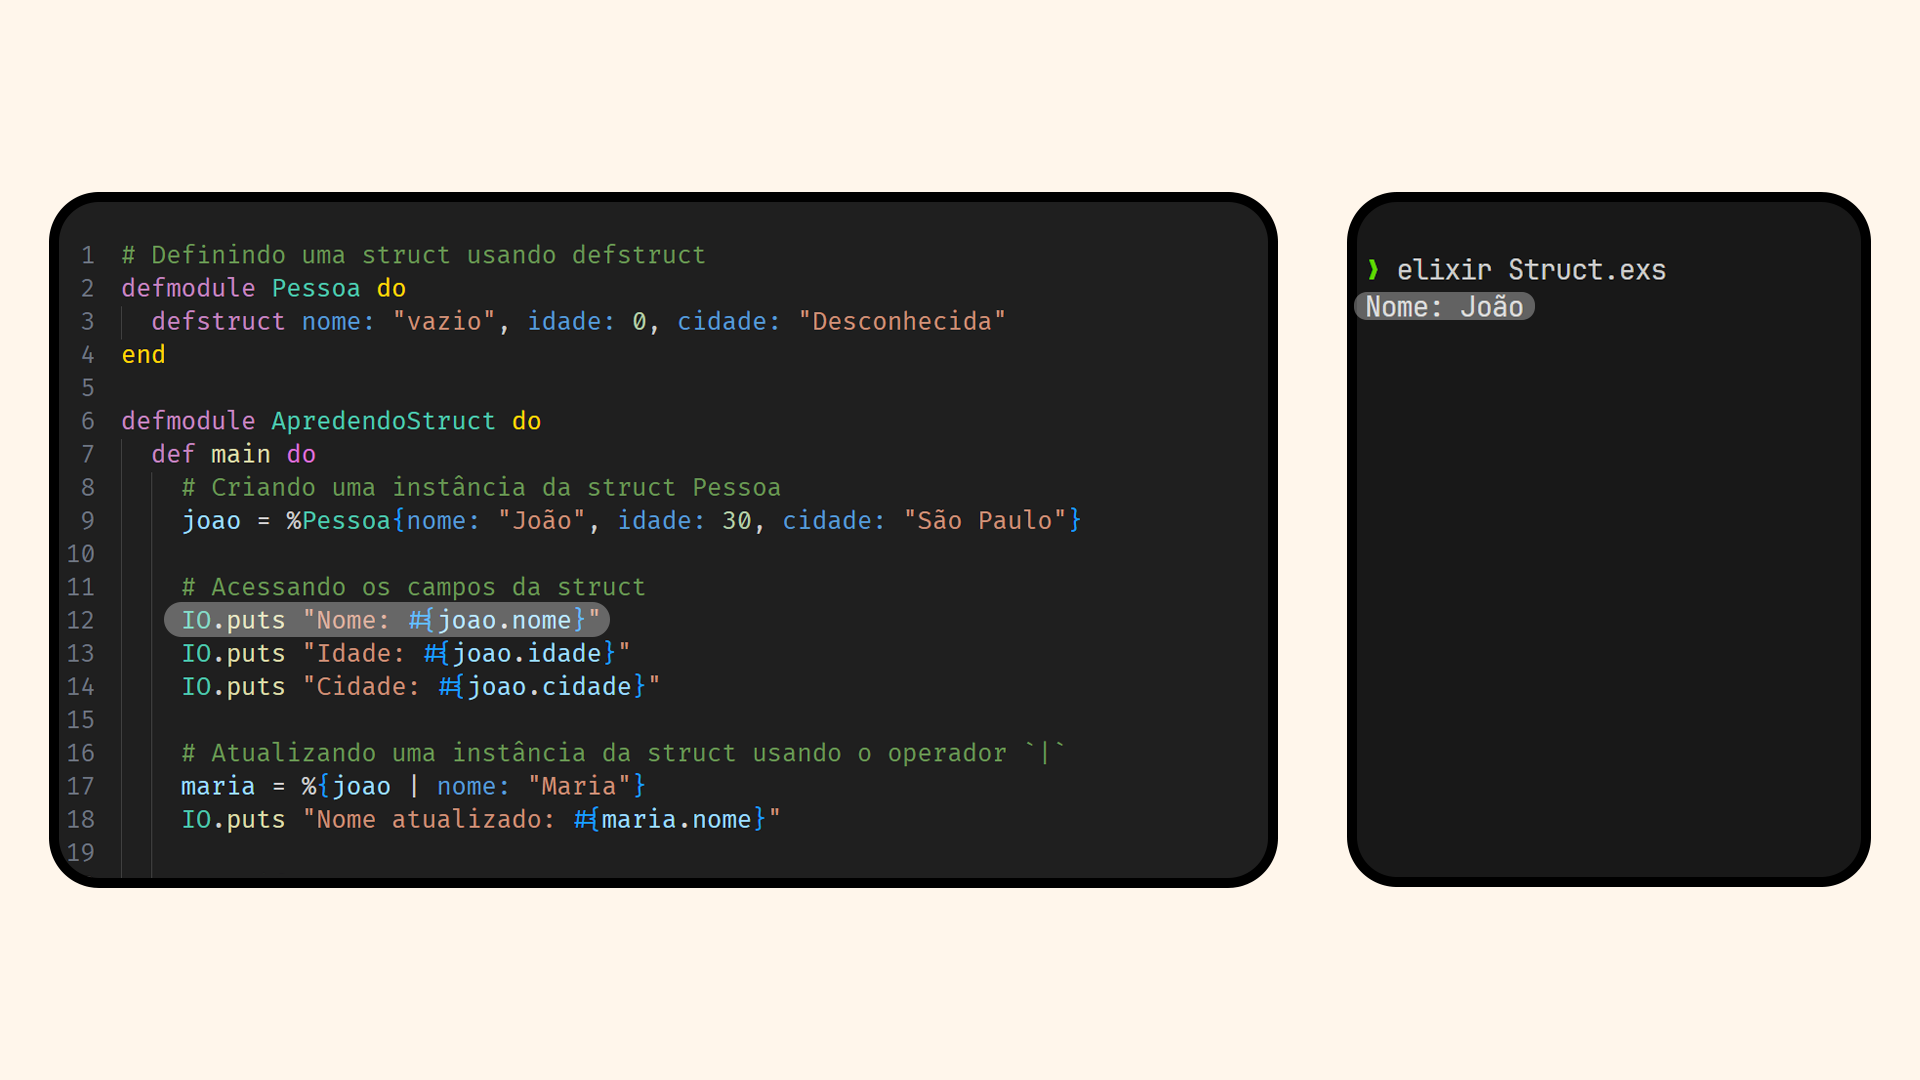 1 # Definindo uma struct usando defstruct
2 defmodule Pessoa do
3 defstruct nome: "vazio", idade: 0, cidade: "Desconhecida"
4 end
5
6 defmodule ApredendoStruct do
7 def main do
8 # Criando uma instância da struct Pessoa
9 joao = %Pessoa{nome: "João", idade: 30, cidade: "São Paulo"}
10
11 # Acessando os campos da struct
12 IO.puts "Nome: #{joao.nome}"
13 IO.puts "Idade: #{joao.idade}"
14 IO.puts "Cidade: #{joao.cidade}"
15
16 # Atualizando uma instância da struct usando o operador `|`
17 maria = %{joao | nome: "Maria"}
18 IO.puts "Nome atualizado: #{maria.nome}"
19
❯ elixir Struct.exs
Nome: João